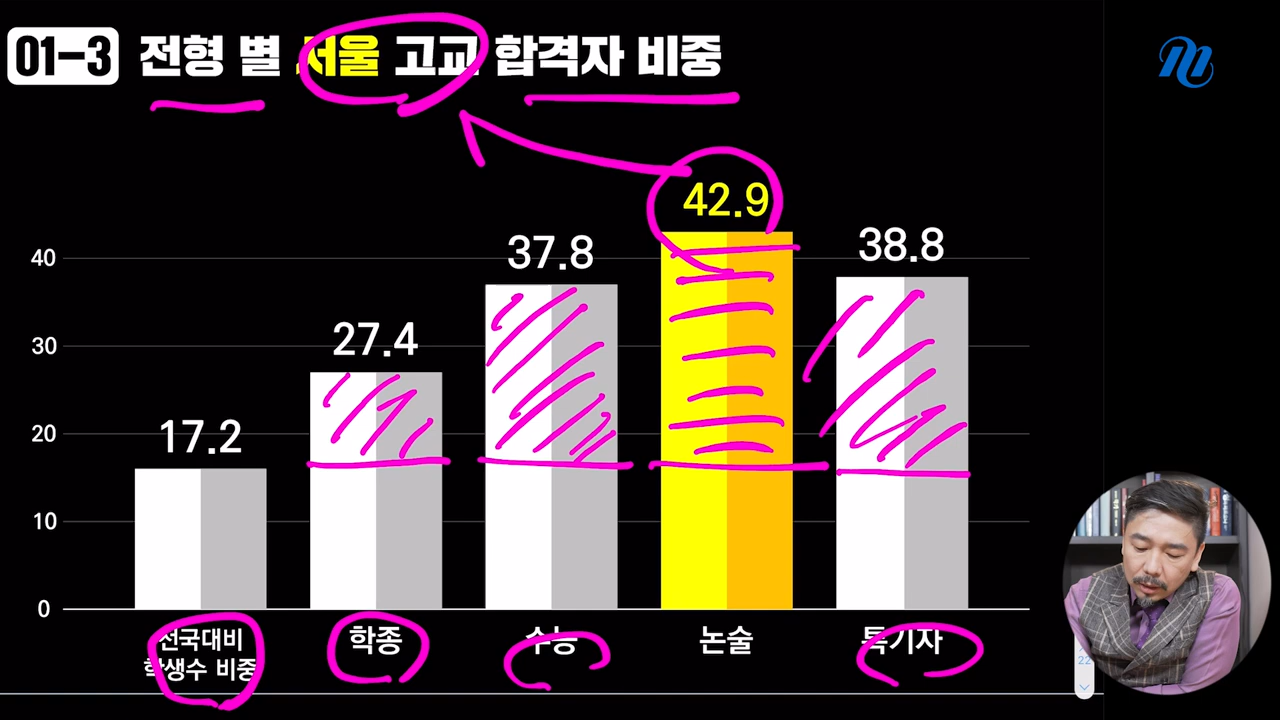 01-3 전형 별 서울 고교 합격자 비중
42.9
38.8
37.8
27.4
17.2
40
30
20
10
0
전국대비
학생수 비중
학종
수능
논술
특기자
22